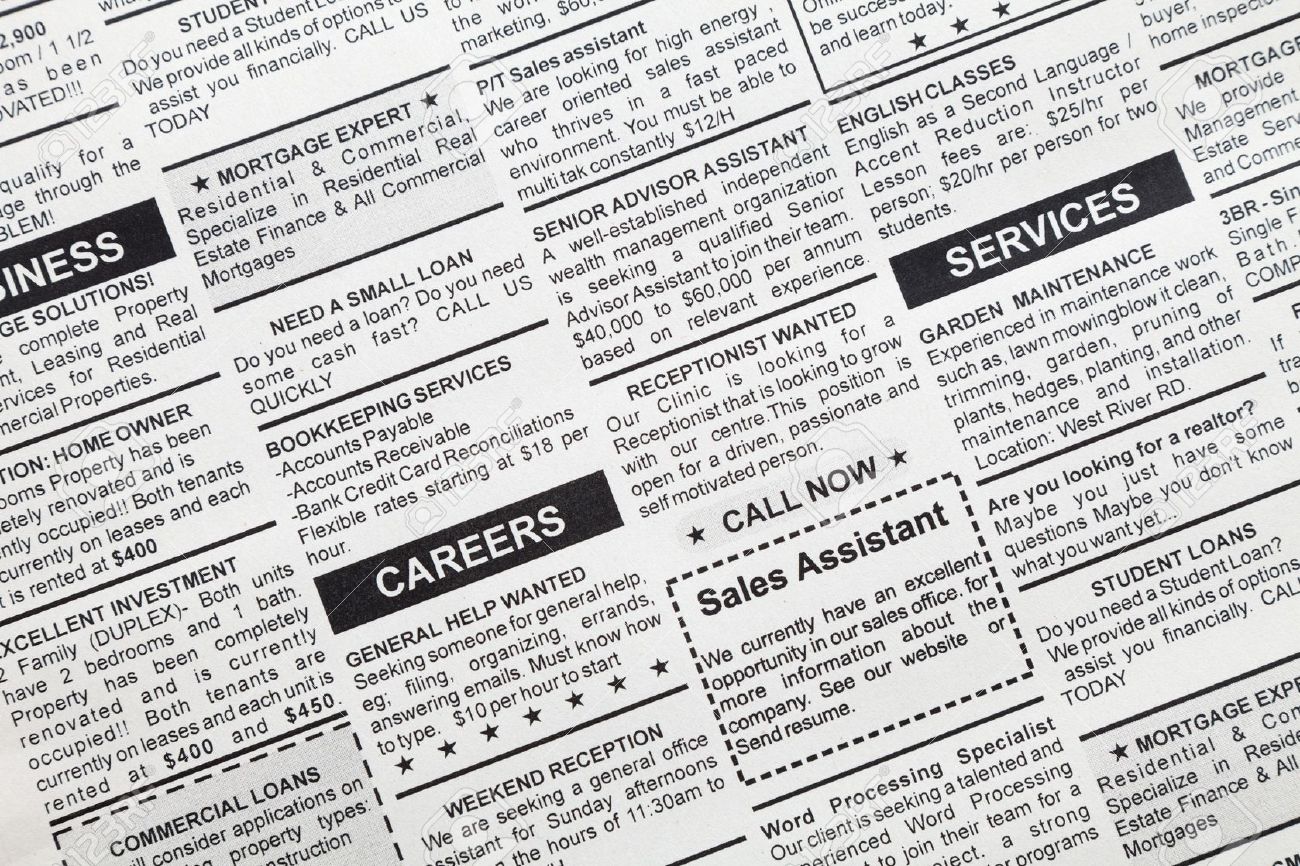 2,900
room / 1 1/2
as been
OVATED!!!
qualify for a
ge through the
BLEM!
INESS
GE SOLUTIONS!
complete Property
nt, Leasing and Real
ervices for Residential
mercial Properties.
TION: HOME OWNER
ooms Property has been
etely renovated and is
ntly occupied!! Both tenants
currently on leases and each
t is rented at $400
EXCELLENT INVESTMENT
2 Family (DUPLEX)- Both units
have 2 bedrooms and 1 bath.
Property has been completely
renovated and is currently
occupied!! Both tenants are
currently on leases and each unit is
rented at $400 and $450.
COMMERCIAL LOANS
ill consider applications on
ng property types:
nstruction
STUDENT
Do you need a Student Loan
We provide all kinds of options to
assist you financially. CALL US
TODAY
★ MORTGAGE EXPERT ★
Residential & Commercial.
Specialize in Residential Real
Estate Finance & All Commercial
Mortgages
NEED A SMALL LOAN
Do you need a loan? Do you need
some cash fast? CALL US
QUICKLY
BOOKKEEPING SERVICES
-Accounts Payable
-Accounts Receivable
-Bank Credit Card Reconciliations
Flexible rates starting at $18 per
hour.
CAREERS
GENERAL HELP WANTED
Seeking someone for general help,
eg; filing, organizing, errands,
answering emails. Must know how
to type. $10 per hour to start
★ ★ ★ ★ ★ ★ ★
WEEKEND RECEPTION
We are seeking a general office
Assistant for Sunday afternoons
n the hours of 11:30am to
marketing, $60,
P/T Sales assistant
We are looking for high energy ,
career oriented sales assistant
who thrives in a fast paced
environment. You must be able to
multi tak constantly $12/H
SENIOR ADVISOR ASSISTANT
A well-established independent
wealth management organization
is seeking a qualified Senior
Advisor Assistant to join their team.
$40,000 to $60,000 per annum
based on relevant experience.
RECEPTIONIST WANTED
Our Clinic is looking for a
Receptionist that is looking to grow
with our centre. This position is
open for a driven, passionate and
self motivated person.
★ CALL NOW ★
Sales Assistant
We currently have an excellent
opportunity in our sales office. for
more information about the
company. See our website or
Send resume.
Word Processing Specialist
Our client is seeking a talented and
experienced Word Processing
to join their team for a
ject, a strong
or programs
be success
and learn today.
★ ★ ★
ENGLISH CLASSES
English as a Second Language /
Accent Reduction Instructor
Lesson fees are: $25/hr per
person; $20/hr per person for two
students.
SERVICES
GARDEN MAINTENANCE
Experienced in maintenance work
such as, lawn mowingblow it clean,
trimming, garden, pruning of
plants, hedges, planting, and other
maintenance and installation.
Location: West River RD.
Are you looking for a realtor?
Maybe you just have some
questions Maybe you don't know
what you want yet....
STUDENT LOANS
Do you need a Student Loan?
We provide all kinds of options
assist you financially. CALL
TODAY
★ MORTGAGE EXPE
Residential & Com
Specialize in Reside
Estate Finance & All
Mortgages
buyer,
home inspect
MORTGAGE
We provide
Management
Estate Serv
and Comme
3BR - Sin
Single F
Bath.
COMP
If
tra
be